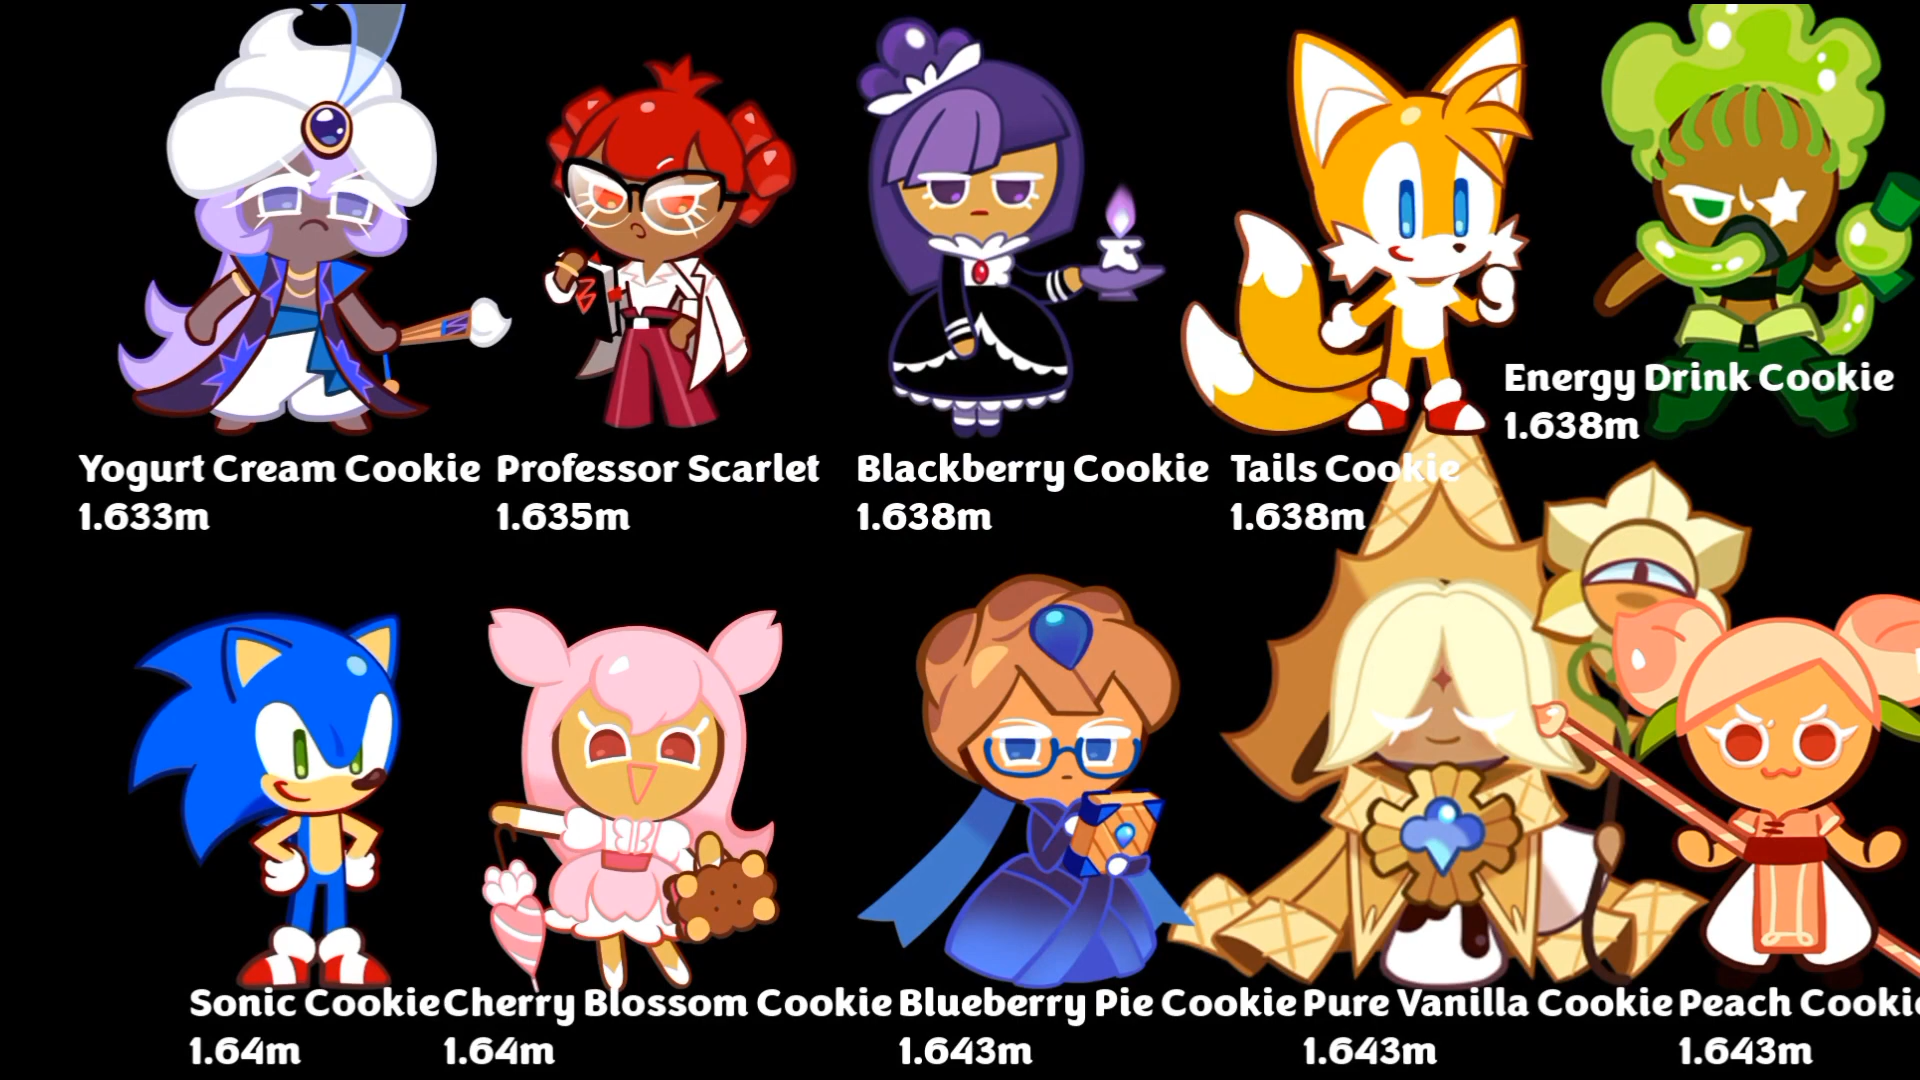 Energy Drink Cookie
1.638m
Yogurt Cream Cookie
1.633m
Professor Scarlet
1.635m
Blackberry Cookie
1.638m
Tails Cookie
1.638m
Sonic Cookie
1.64m
Cherry Blossom Cookie
1.64m
Blueberry Pie Cookie
1.643m
Pure Vanilla Cookie
1.643m
Peach Cookie
1.643m